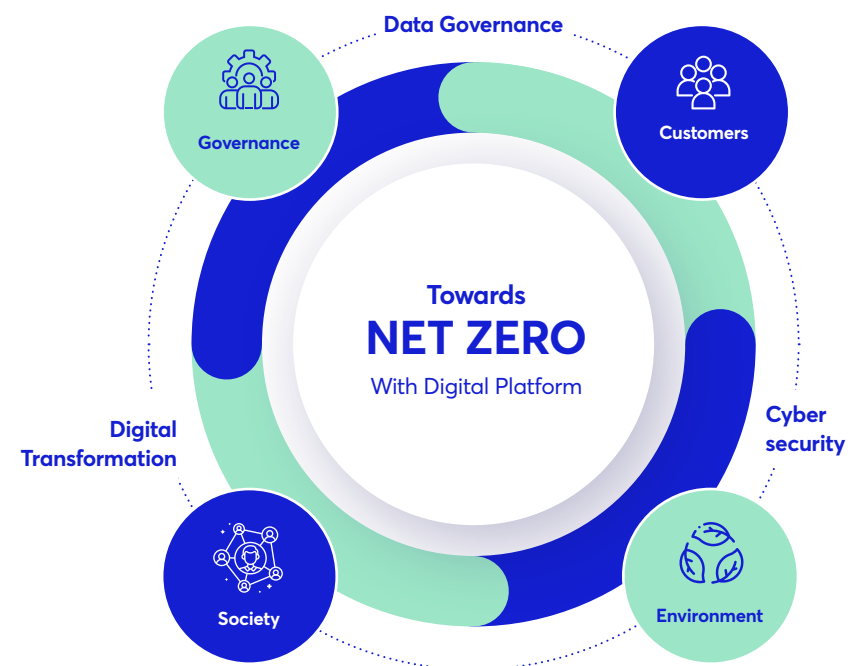 Data Governance
Governance
Customers
Towards
NET ZERO
With Digital Platform
Digital
Transformation
Cyber
security
Society
Environment